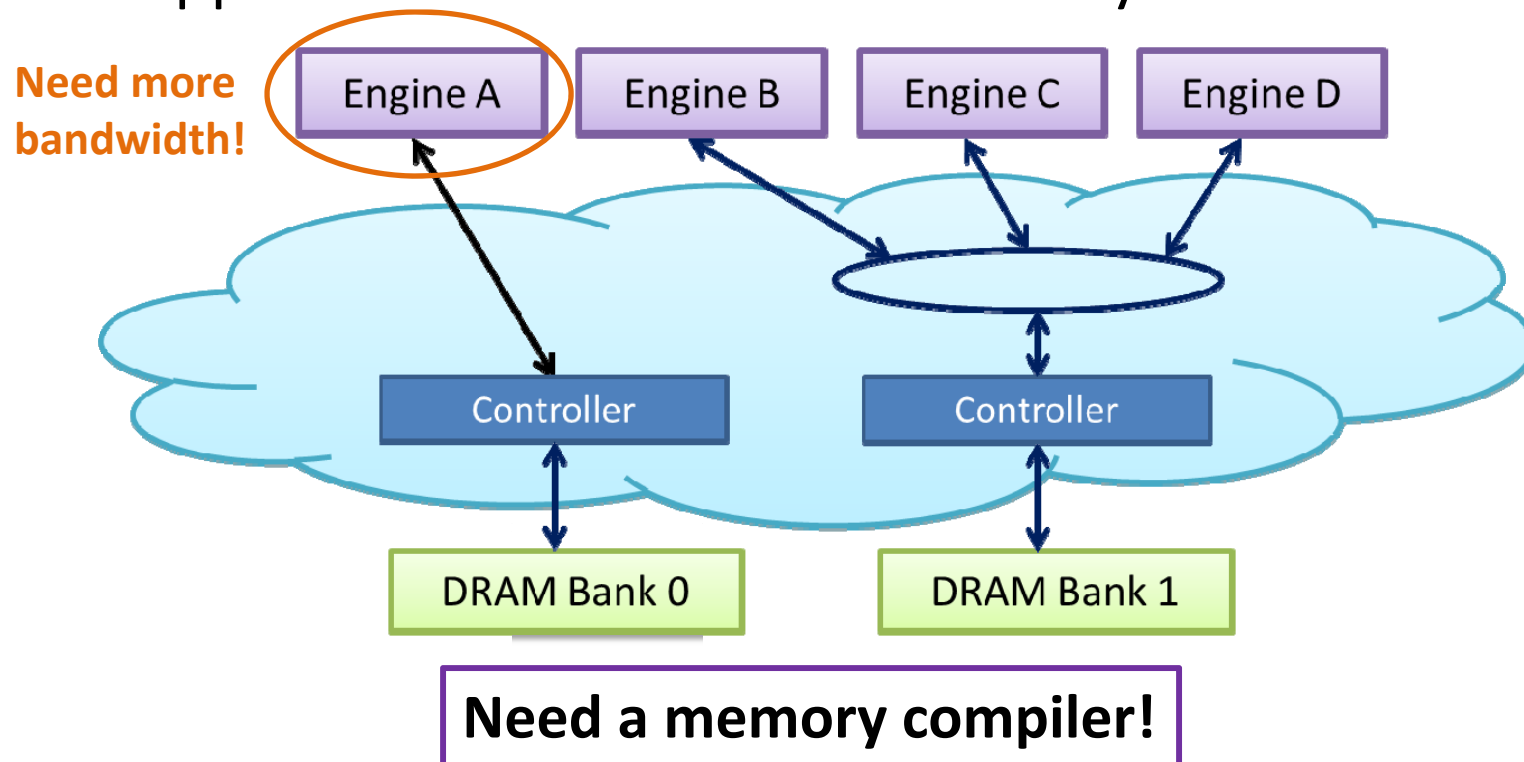 Need more
bandwidth!
Engine A
Engine B
Engine C
Engine D
Controller
Controller
DRAM Bank 0
DRAM Bank 1
Need a memory compiler!